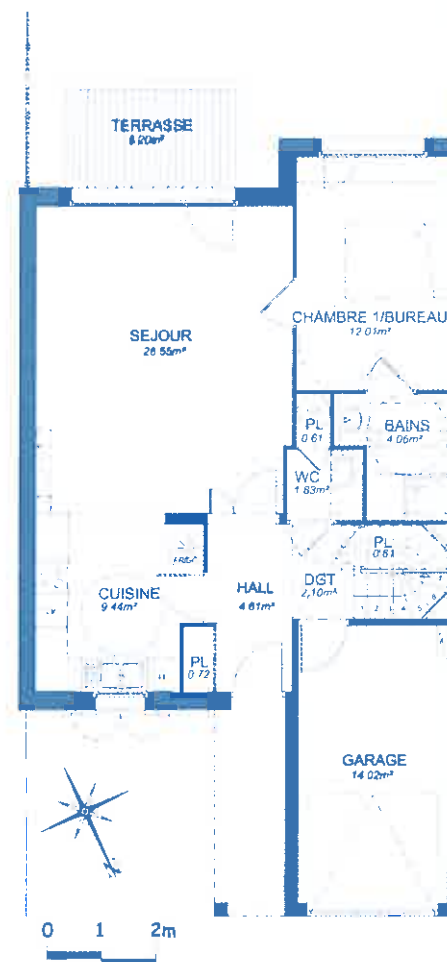 TERRASSE
CHAMBRE 1/BUREAU
12.01m²
SEJOUR
26.55m²
PL
0.61
BAINS
4.06m²
WC
1.83m²
PL
0.61
FRIGO
CUISINE
9.44m²
HALL
4.61m²
DGT
2.10m²
PL
0.72
GARAGE
14.02m²
0 1 2m